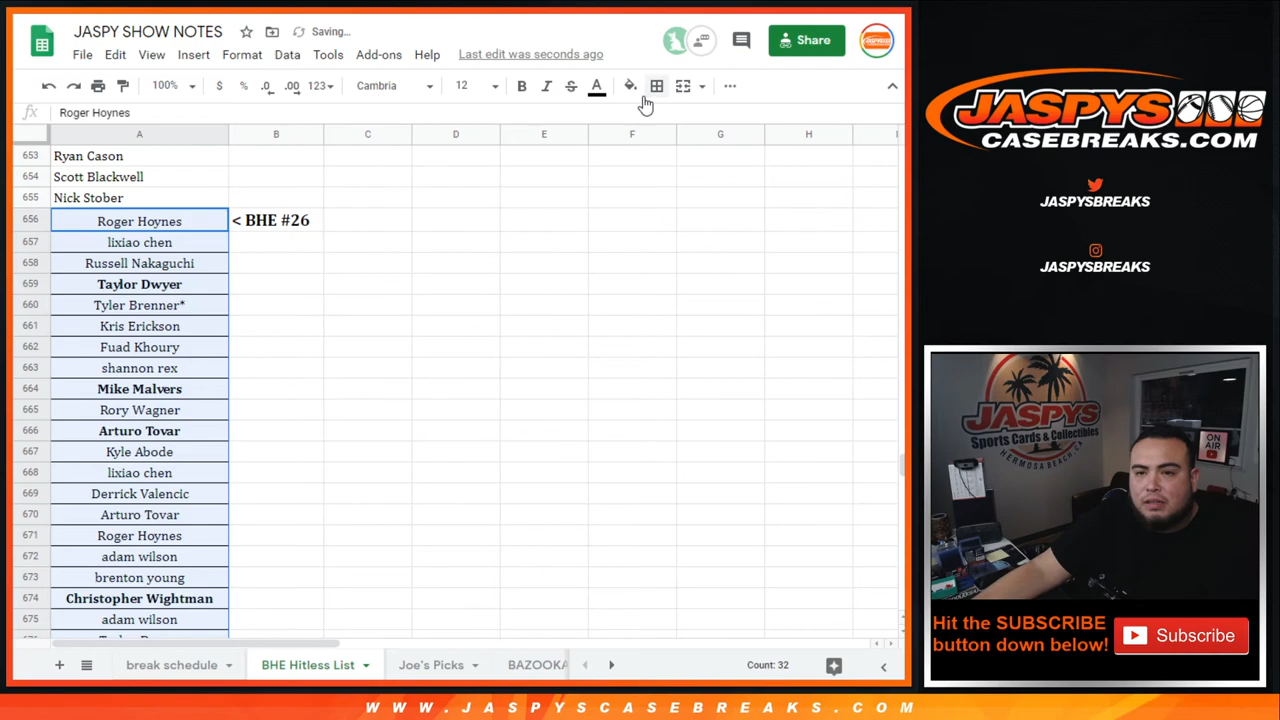 JASPY SHOW NOTES
Saving...
File Edit View Insert Format Data Tools Add-ons Help Last edit was seconds ago
Share
100% $ % .0 .00 123 Cambria 12 B I S A
fx Roger Hoynes
A B C D E F G H
653 Ryan Cason
654 Scott Blackwell
655 Nick Stober
656 Roger Hoynes < BHE #26
657 lixiao chen
658 Russell Nakaguchi
659 Taylor Dwyer
660 Tyler Brenner*
661 Kris Erickson
662 Fuad Khoury
663 shannon rex
664 Mike Malvers
665 Rory Wagner
666 Arturo Tovar
667 Kyle Abode
668 lixiao chen
669 Derrick Valencic
670 Arturo Tovar
671 Roger Hoynes
672 adam wilson
673 brenton young
674 Christopher Wightman
675 adam wilson
break schedule BHE Hitless List Joe's Picks BAZOOKA Count: 32
JASPYS
CASEBREAKS.COM
JASPYSBREAKS
JASPYSBREAKS
JASPYS
Sports Cards & Collectibles
HERMOSA BEACH, CA
ON AIR
Hit the SUBSCRIBE
button down below!
Subscribe
WWW.JASPYSCASEBREAKS.COM